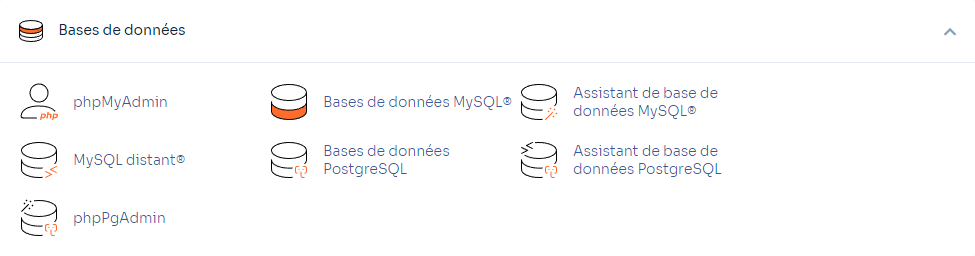 Bases de données
php
phpMyAdmin
Bases de données MySQL®
Assistant de base de
données MySQL®
MySQL distant®
Bases de données
PostgreSQL
Assistant de base de
données PostgreSQL
phpPgAdmin